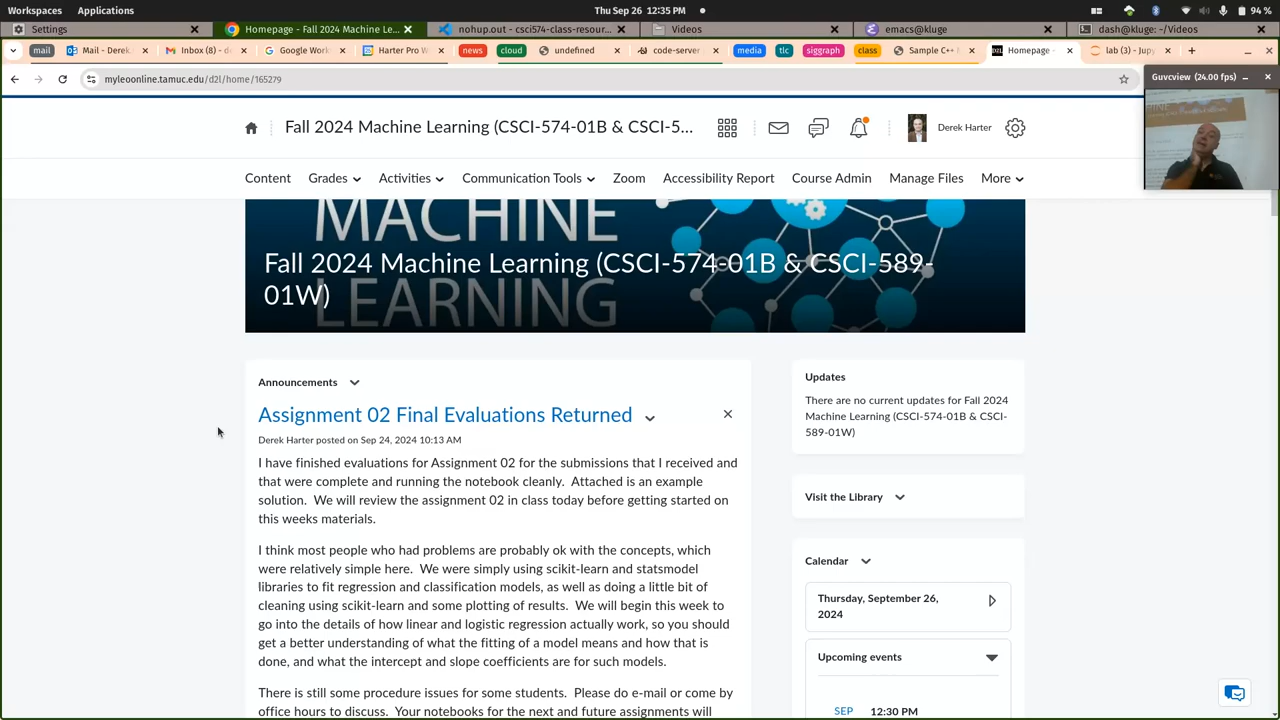 Workspaces Applications Thu Sep 26 12:35 PM 94 %
Settings Homepage - Fall 2024 Machine Le... nohup.out - csci574-class-resour... Videos emacs@kluge dash@kluge: ~/Videos
mail Mail - Derek. Inbox (8) - d Google Work Harter Pro W news cloud undefined code-server media tlc siggraph class Sample C++ Homepage - lab (3) - Jupy
myleoonline.tamuc.edu/d2l/home/165279
Guvcview (24.00 fps)
Fall 2024 Machine Learning (CSCI-574-01B & CSCI-5... Derek Harter
Content Grades Activities Communication Tools Zoom Accessibility Report Course Admin Manage Files More
MACHINE
LEARNING
Fall 2024 Machine Learning (CSCI-574-01B & CSCI-589-
01W)
Announcements
Assignment 02 Final Evaluations Returned
Derek Harter posted on Sep 24, 2024 10:13 AM
I have finished evaluations for Assignment 02 for the submissions that I received and
that were complete and running the notebook cleanly. Attached is an example
solution. We will review the assignment 02 in class today before getting started on
this weeks materials.
I think most people who had problems are probably ok with the concepts, which
were relatively simple here. We were simply using scikit-learn and statsmodel
libraries to fit regression and classification models, as well as doing a little bit of
cleaning using scikit-learn and some plotting of results. We will begin this week to
go into the details of how linear and logistic regression actually work, so you should
get a better understanding of what the fitting of a model means and how that is
done, and what the intercept and slope coefficients are for such models.
There is still some procedure issues for some students. Please do e-mail or come by
office hours to discuss. Your notebooks for the next and future assignments will
Updates
There are no current updates for Fall 2024
Machine Learning (CSCI-574-01B & CSCI-
589-01W)
Visit the Library
Calendar
Thursday, September 26,
2024
Upcoming events
SEP 12:30 PM